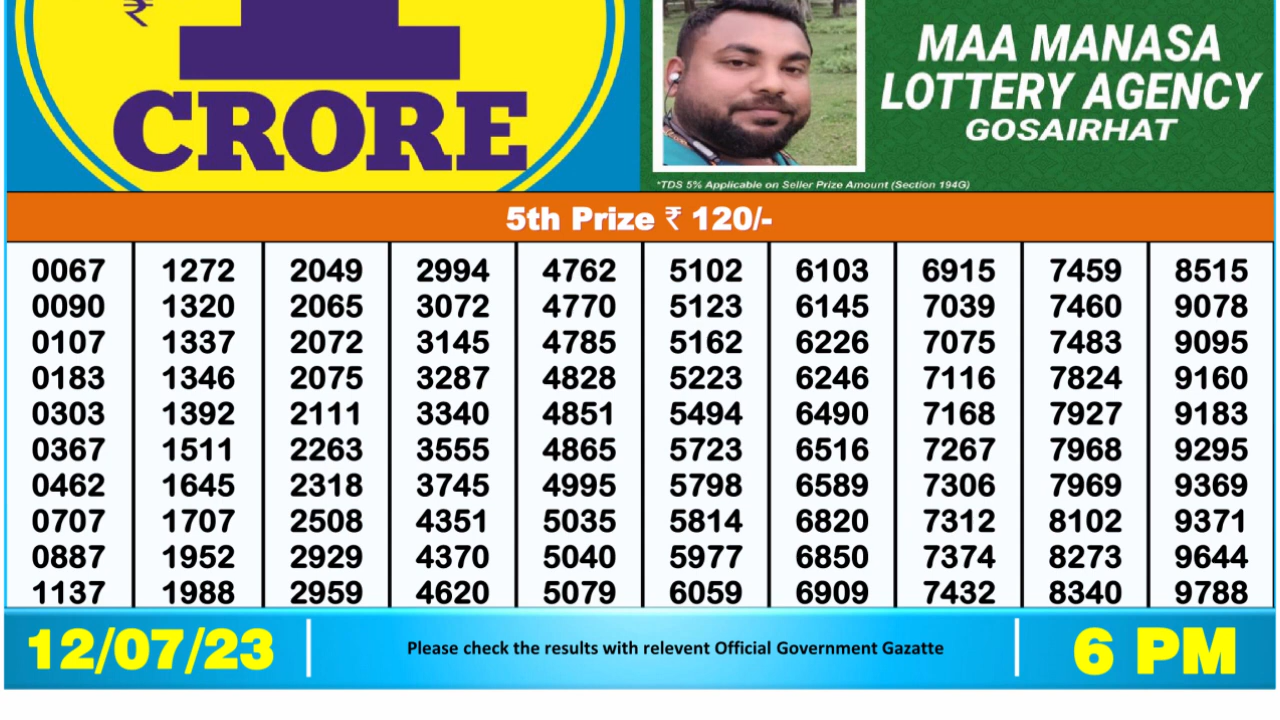 ₹
CRORE
MAA MANASA
LOTTERY AGENCY
GOSAIRHAT
*TDS 5% Applicable on Seller Prize Amount (Section 194G)
5th Prize ₹ 120/-
0067 1272 2049 2994 4762 5102 6103 6915 7459 8515
0090 1320 2065 3072 4770 5123 6145 7039 7460 9078
0107 1337 2072 3145 4785 5162 6226 7075 7483 9095
0183 1346 2075 3287 4828 5223 6246 7116 7824 9160
0303 1392 2111 3340 4851 5494 6490 7168 7927 9183
0367 1511 2263 3555 4865 5723 6516 7267 7968 9295
0462 1645 2318 3745 4995 5798 6589 7306 7969 9369
0707 1707 2508 4351 5035 5814 6820 7312 8102 9371
0887 1952 2929 4370 5040 5977 6850 7374 8273 9644
1137 1988 2959 4620 5079 6059 6909 7432 8340 9788
12/07/23 Please check the results with relevent Official Government Gazatte 6 PM